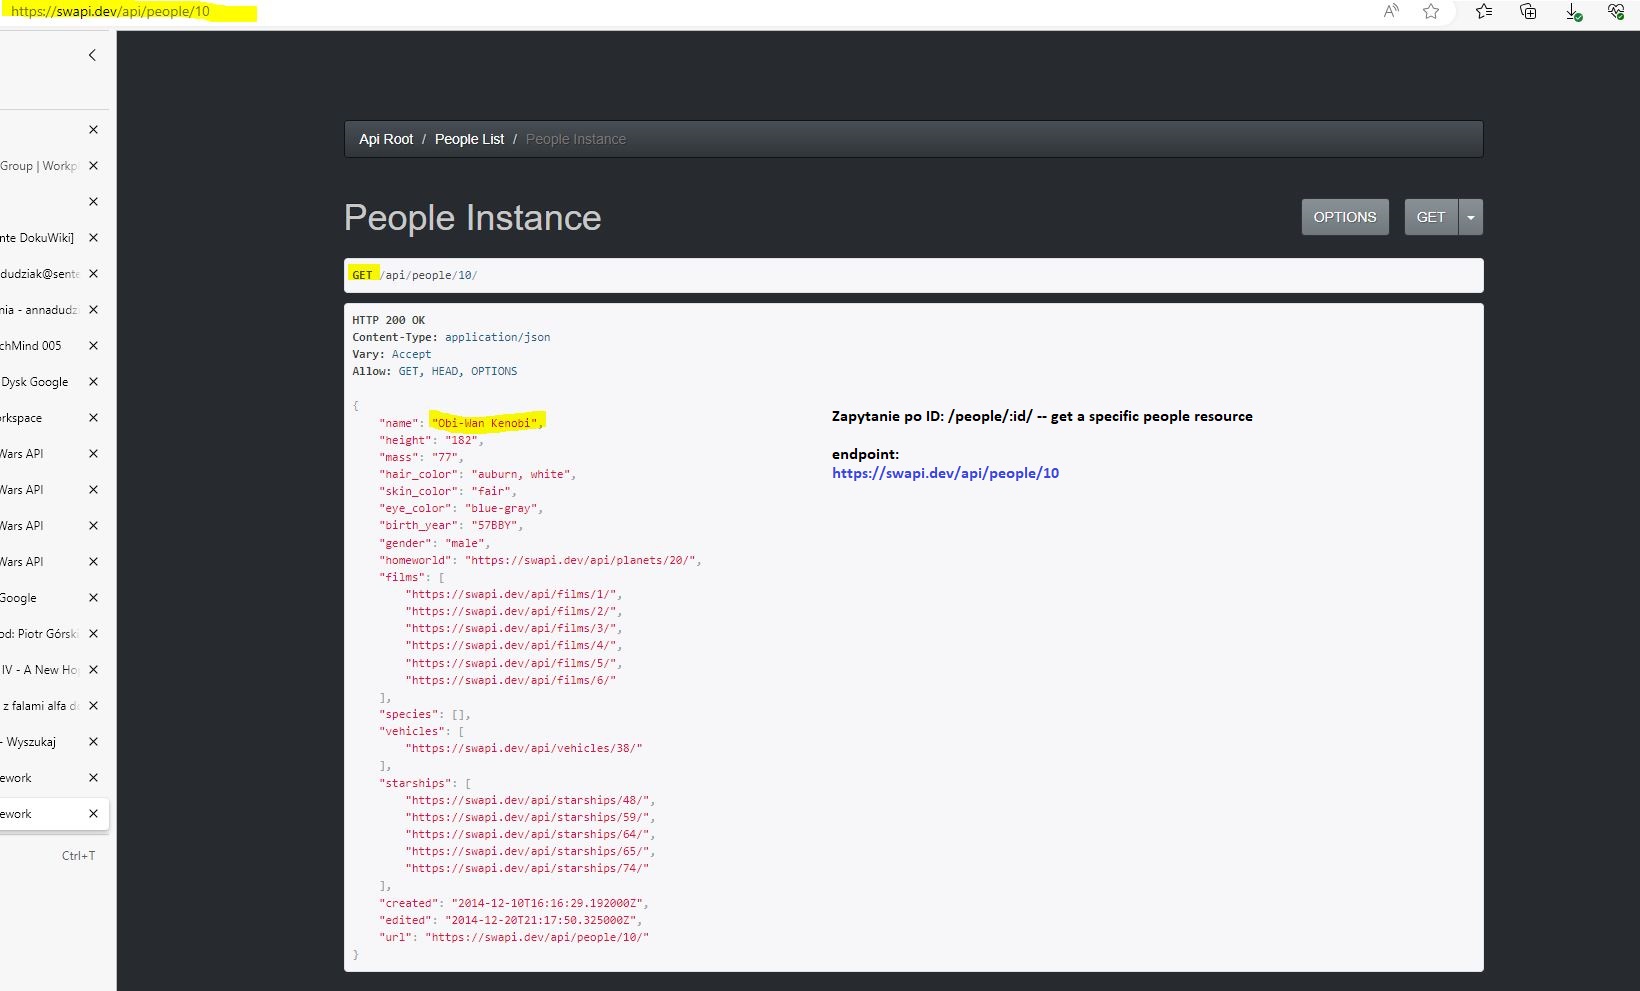 https://swapi.dev/api/people/10
Group | Workp
nte DokuWiki]
dudziak@sente
nia - annadudz
chMind 005
Dysk Google
orkspace
Wars API
Wars API
Wars API
Wars API
Google
od: Piotr Górski
IV - A New Hop
z falami alfa do
- Wyszukaj
ework
ework
Ctrl+T
Api Root / People List / People Instance
People Instance
OPTIONS GET
GET /api/people/10/
HTTP 200 OK
Content-Type: application/json
Vary: Accept
Allow: GET, HEAD, OPTIONS
{
"name": "Obi-Wan Kenobi",
"height": "182",
"mass": "77",
"hair_color": "auburn, white",
"skin_color": "fair",
"eye_color": "blue-gray",
"birth_year": "57BBY",
"gender": "male",
"homeworld": "https://swapi.dev/api/planets/20/",
"films": [
"https://swapi.dev/api/films/1/",
"https://swapi.dev/api/films/2/",
"https://swapi.dev/api/films/3/",
"https://swapi.dev/api/films/4/",
"https://swapi.dev/api/films/5/",
"https://swapi.dev/api/films/6/"
],
"species": [],
"vehicles": [
"https://swapi.dev/api/vehicles/38/"
],
"starships": [
"https://swapi.dev/api/starships/48/",
"https://swapi.dev/api/starships/59/",
"https://swapi.dev/api/starships/64/",
"https://swapi.dev/api/starships/65/",
"https://swapi.dev/api/starships/74/"
],
"created": "2014-12-10T16:16:29.192000Z",
"edited": "2014-12-20T21:17:50.325000Z",
"url": "https://swapi.dev/api/people/10/"
}
Zapytanie po ID: /people/:id/ -- get a specific people resource
endpoint:
https://swapi.dev/api/people/10